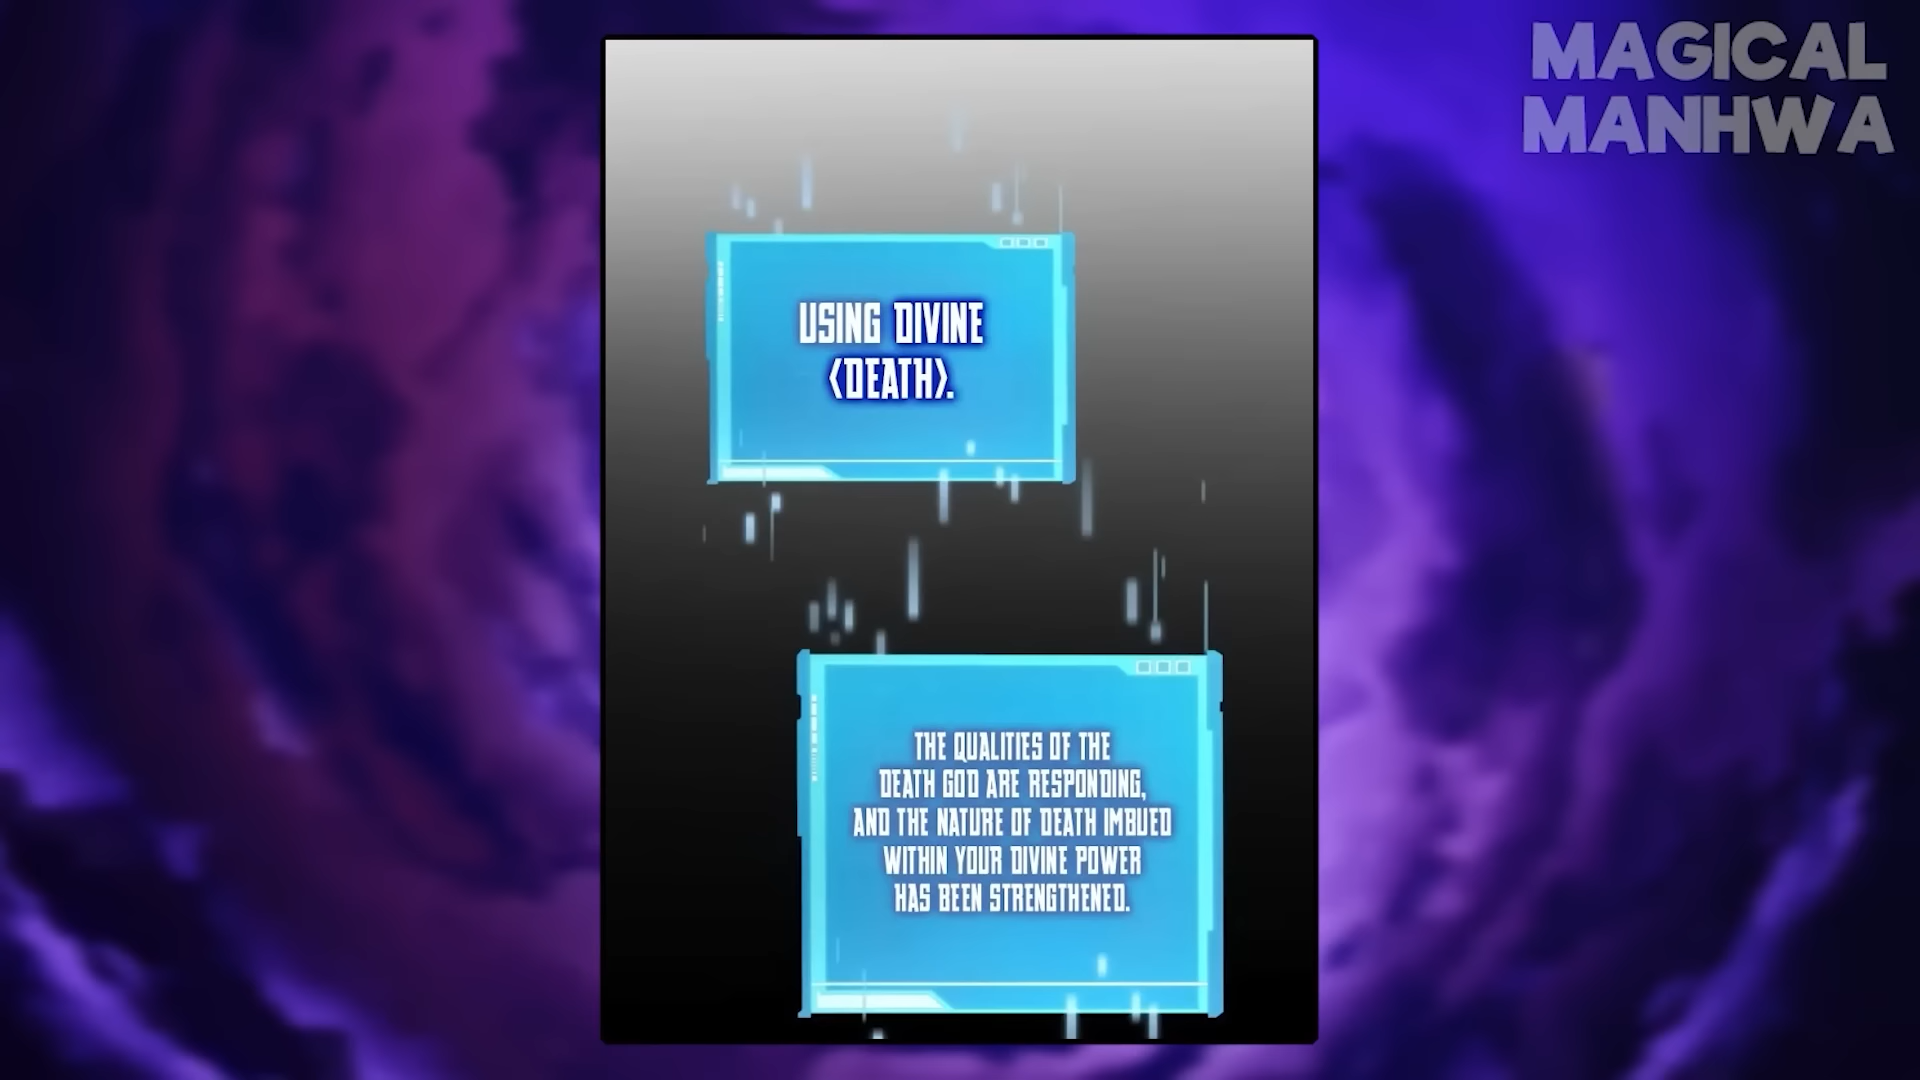 MAGICAL
MANHWA
USING DIVINE
<DEATH>.
THE QUALITIES OF THE
DEATH GOD ARE RESPONDING,
AND THE NATURE OF DEATH IMBUED
WITHIN YOUR DIVINE POWER
HAS BEEN STRENGTHENED.